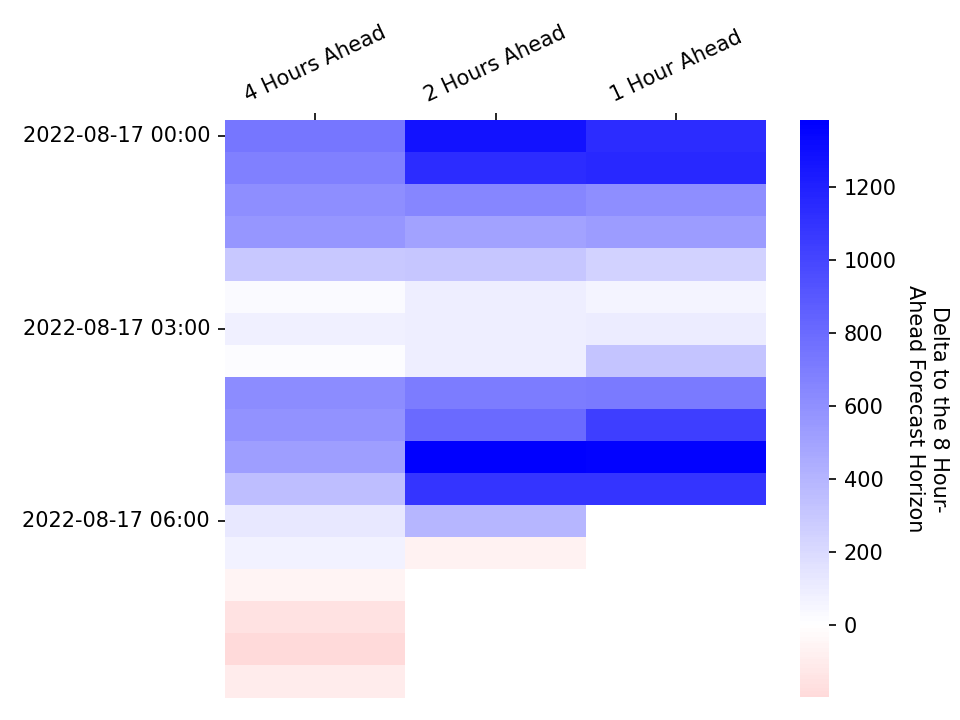 4 Hours Ahead
2 Hours Ahead
1 Hour Ahead
2022-08-17 00:00
2022-08-17 03:00
2022-08-17 06:00
1200
1000
800
600
400
200
0
Delta to the 8 Hour-
Ahead Forecast Horizon